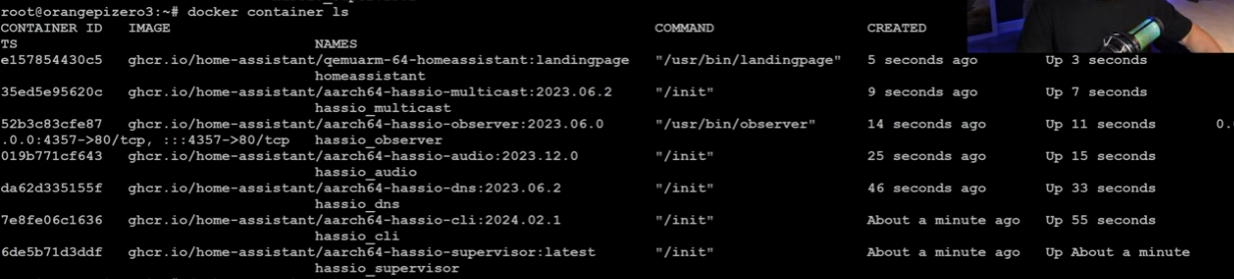 root@orangepizero3:~# docker container ls
CONTAINER ID IMAGE COMMAND CREATED
TS NAMES
e157854430c5 ghcr.io/home-assistant/qemuarm-64-homeassistant:landingpage "/usr/bin/landingpage" 5 seconds ago Up 3 seconds
homeassistant
35ed5e95620c ghcr.io/home-assistant/aarch64-hassio-multicast:2023.06.2 "/init" 9 seconds ago Up 7 seconds
hassio_multicast
52b3c83cfe87 ghcr.io/home-assistant/aarch64-hassio-observer:2023.06.0 "/usr/bin/observer" 14 seconds ago Up 11 seconds 0.
.0.0:4357->80/tcp, :::4357->80/tcp hassio_observer
019b771cf643 ghcr.io/home-assistant/aarch64-hassio-audio:2023.12.0 "/init" 25 seconds ago Up 15 seconds
hassio_audio
da62d335155f ghcr.io/home-assistant/aarch64-hassio-dns:2023.06.2 "/init" 46 seconds ago Up 33 seconds
hassio_dns
7e8fe06c1636 ghcr.io/home-assistant/aarch64-hassio-cli:2024.02.1 "/init" About a minute ago Up 55 seconds
hassio_cli
6de5b71d3ddf ghcr.io/home-assistant/aarch64-hassio-supervisor:latest "/init" About a minute ago Up About a minute
hassio_supervisor